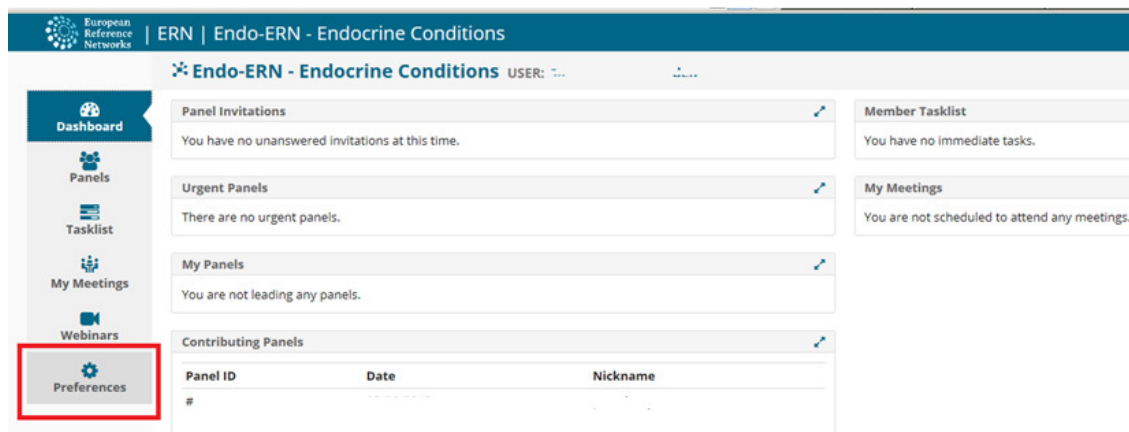 European
Reference
Networks
| ERN | Endo-ERN - Endocrine Conditions
Endo-ERN - Endocrine Conditions USER:
Dashboard
Panels
Tasklist
My Meetings
Webinars
Preferences
Panel Invitations
You have no unanswered invitations at this time.
Urgent Panels
There are no urgent panels.
My Panels
You are not leading any panels.
Contributing Panels
Panel ID Date Nickname
#
Member Tasklist
You have no immediate tasks.
My Meetings
You are not scheduled to attend any meetings.